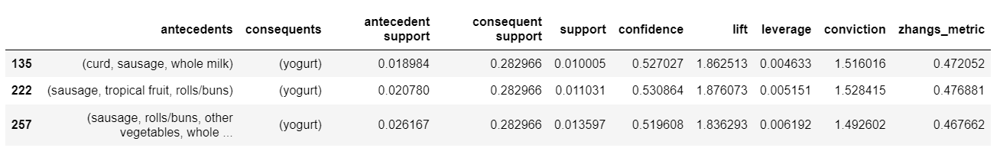 antecedents consequents antecedent support consequent support support confidence lift leverage conviction zhangs_metric
135 (curd, sausage, whole milk) (yogurt) 0.018984 0.282966 0.010005 0.527027 1.862513 0.004633 1.516016 0.472052
222 (sausage, tropical fruit, rolls/buns) (yogurt) 0.020780 0.282966 0.011031 0.530864 1.876073 0.005151 1.528415 0.476881
257 (sausage, rolls/buns, other vegetables, whole ... (yogurt) 0.026167 0.282966 0.013597 0.519608 1.836293 0.006192 1.492602 0.467662